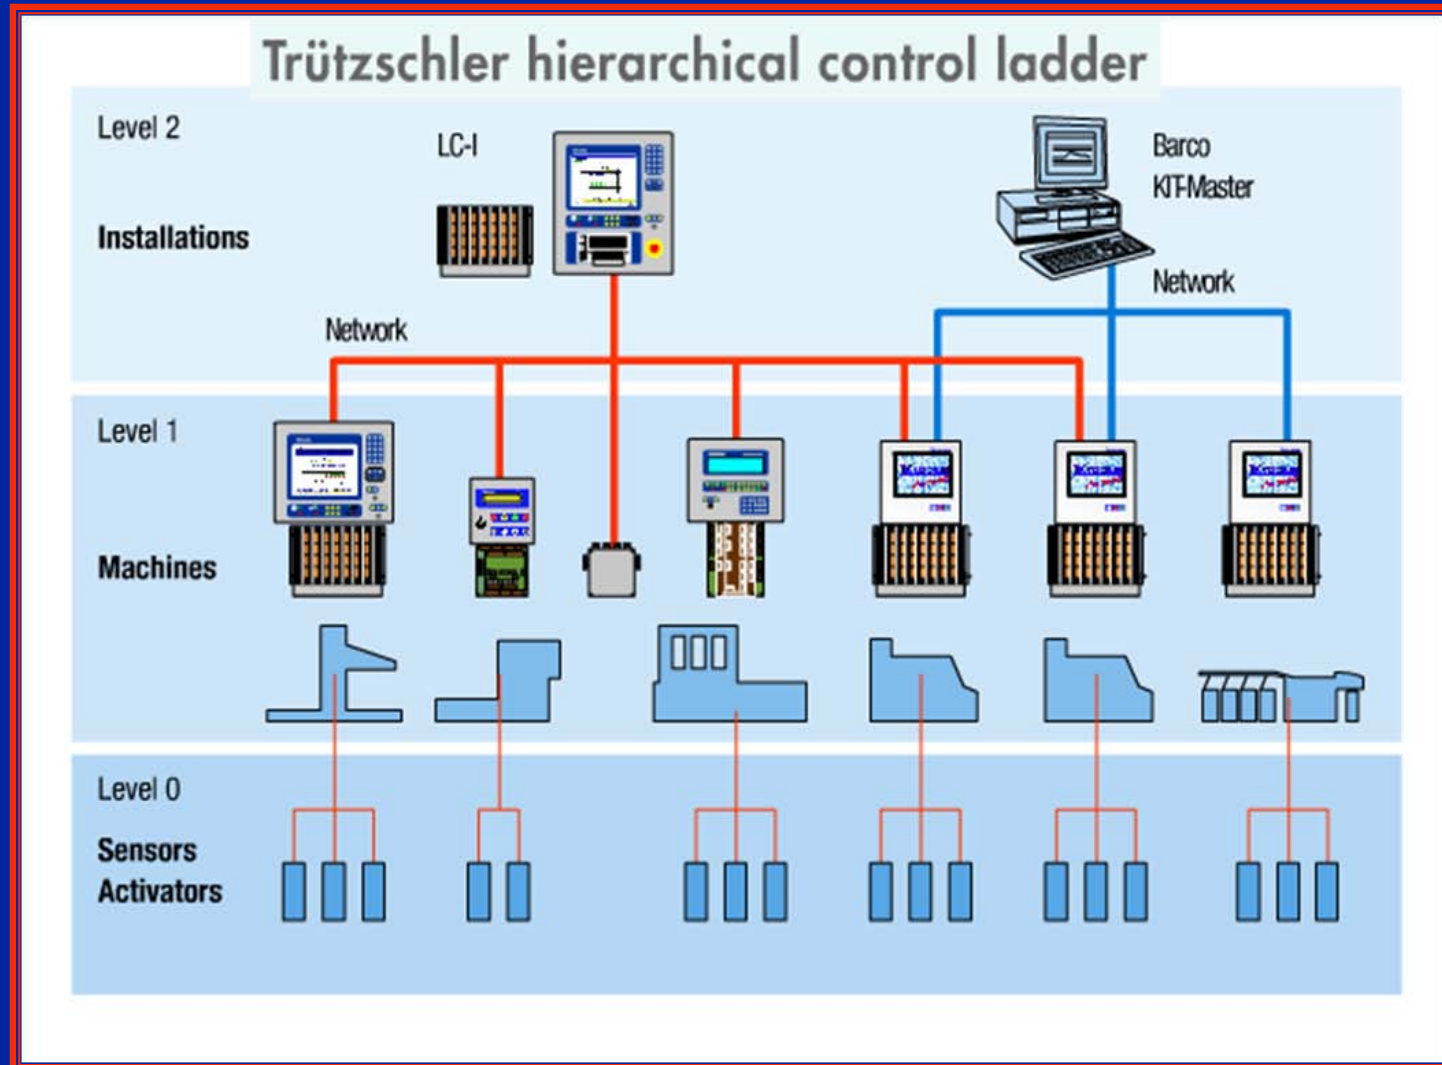 Trützschler hierarchical control ladder
Level 2
LC-I
Barco
KIT-Master
Installations
Network
Network
Level 1
Machines
Level 0
Sensors
Activators